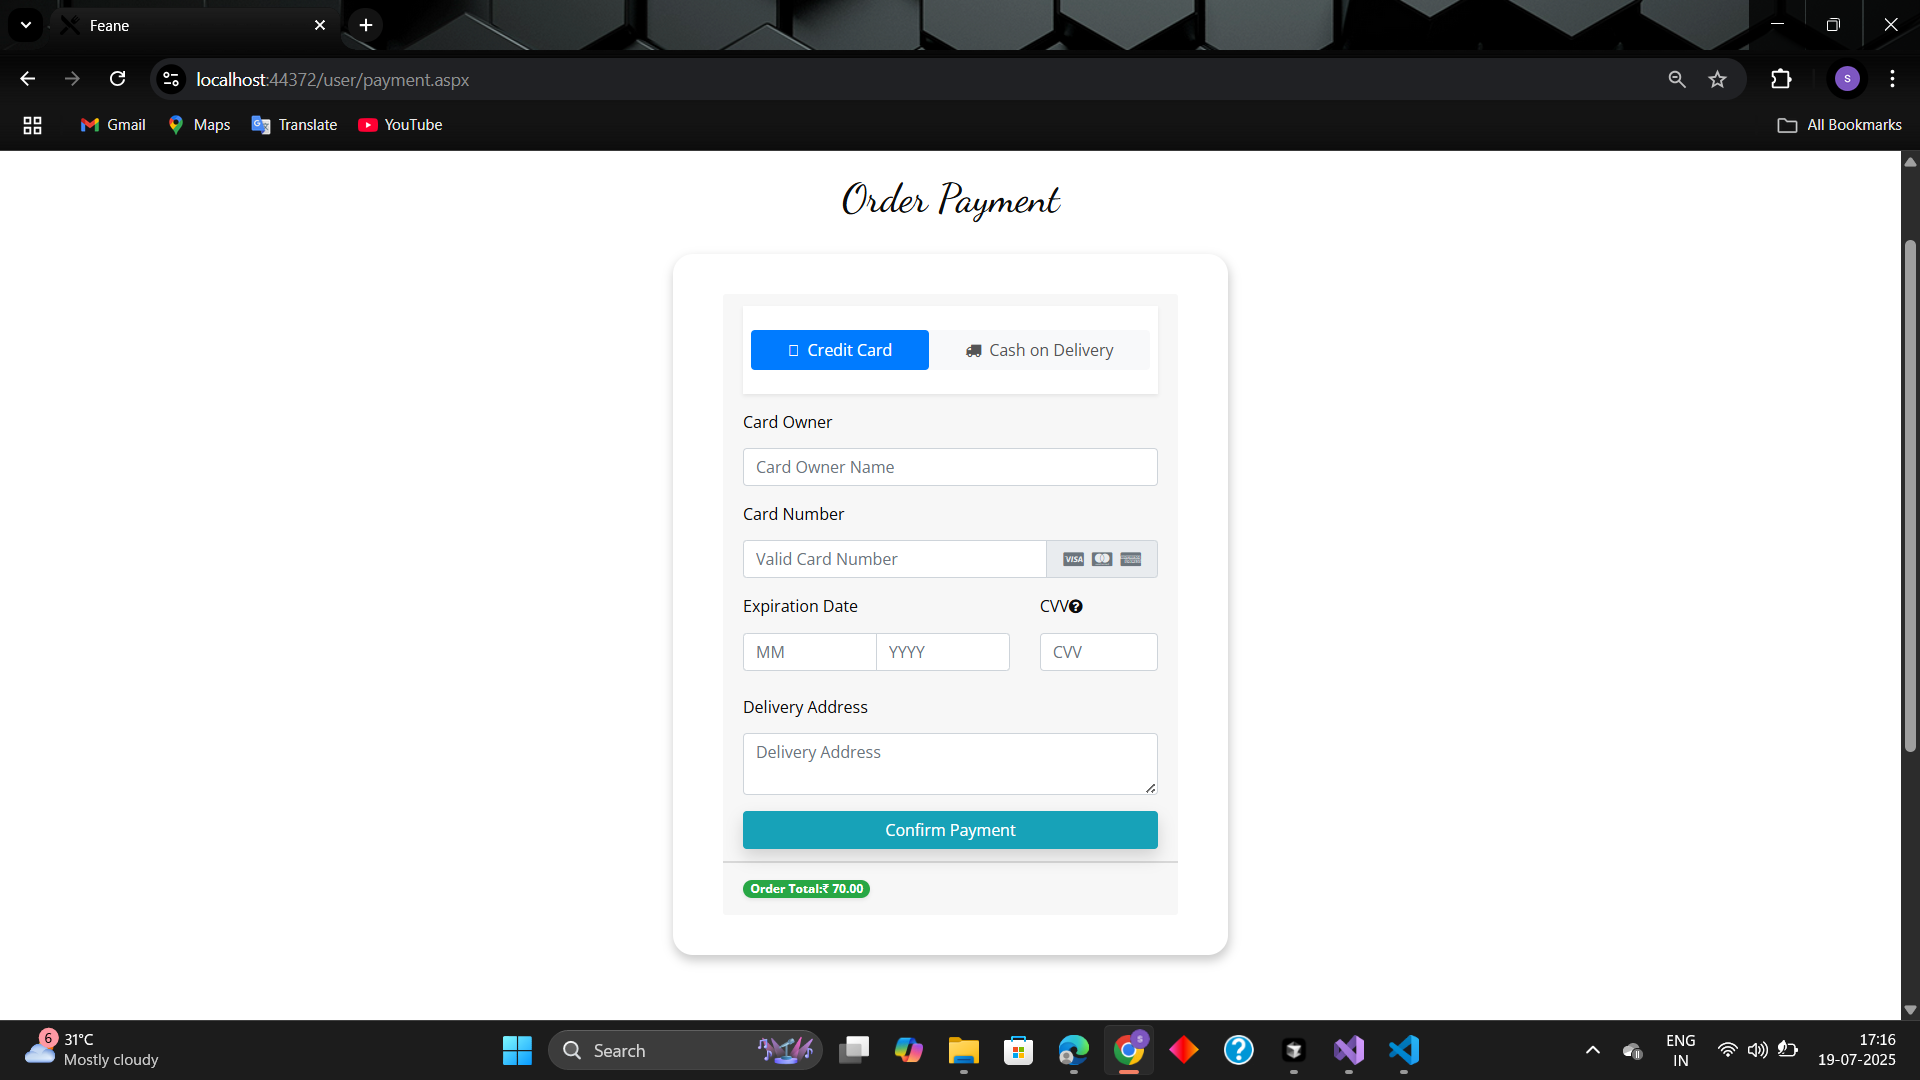 Feane
localhost:44372/user/payment.aspx
S
Gmail
Maps
Translate
YouTube
All Bookmarks
Order Payment
Credit Card
Cash on Delivery
Card Owner
Card Owner Name
Card Number
Valid Card Number
VISA
Expiration Date
CVV
MM
YYYY
CVV
Delivery Address
Delivery Address
Confirm Payment
Order Total:₹ 70.00
6
31°C
Mostly cloudy
Search
S
ENG
IN
17:16
19-07-2025